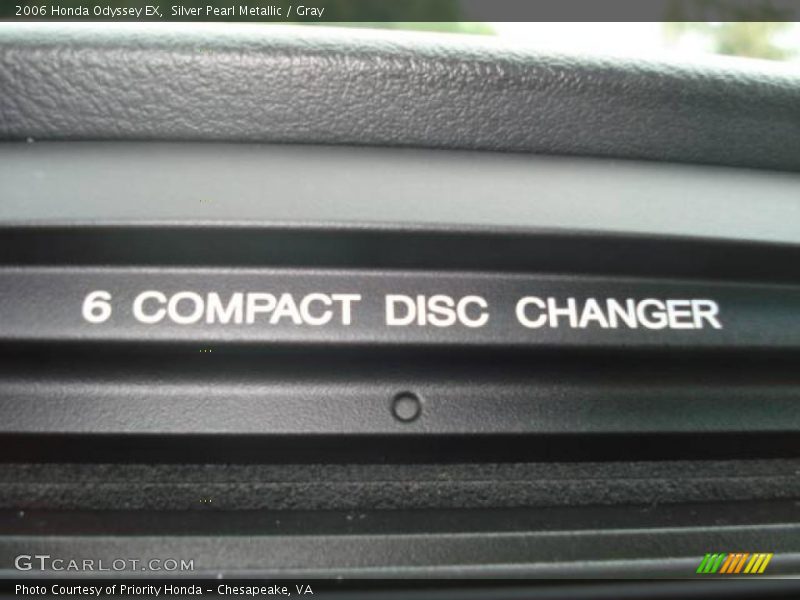 2006 Honda Odyssey EX,  Silver Pearl Metallic / Gray
6 COMPACT DISC CHANGER
GTCARLOT.COM
Photo Courtesy of Priority Honda - Chesapeake, VA